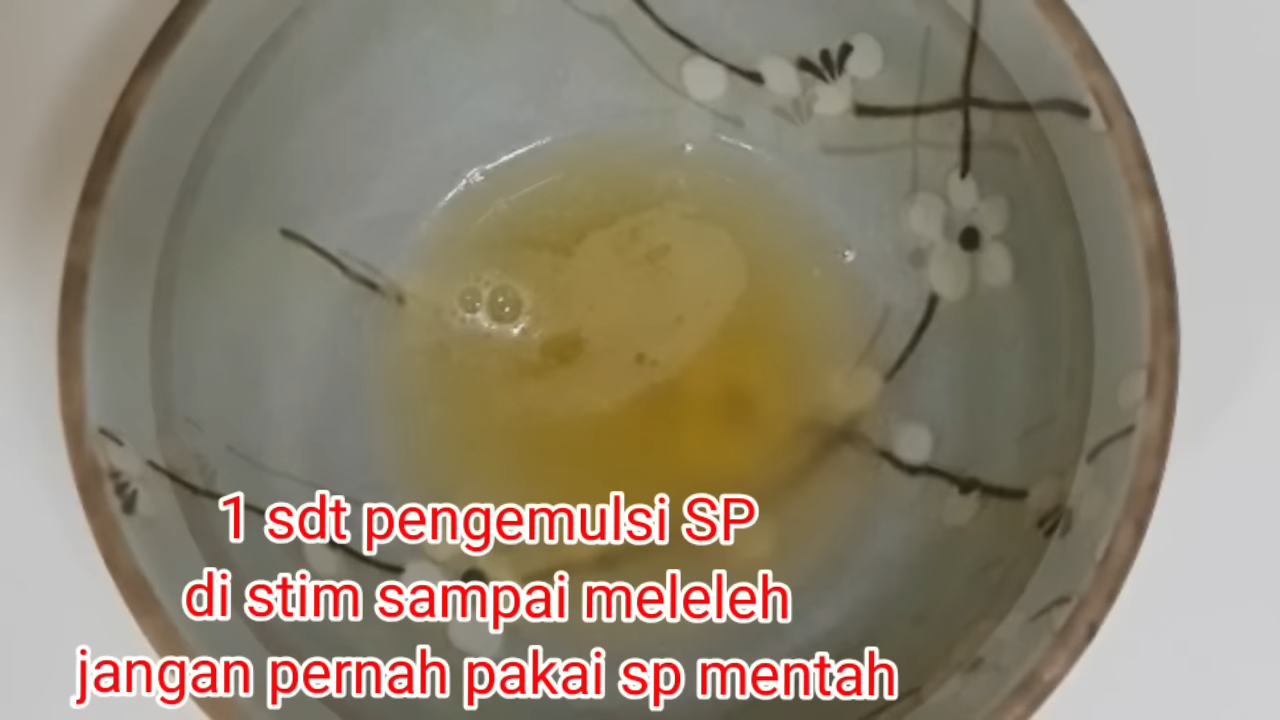 1 sdt pengemulsi SP
di stim sampai meleleh
jangan pernah pakai sp mentah